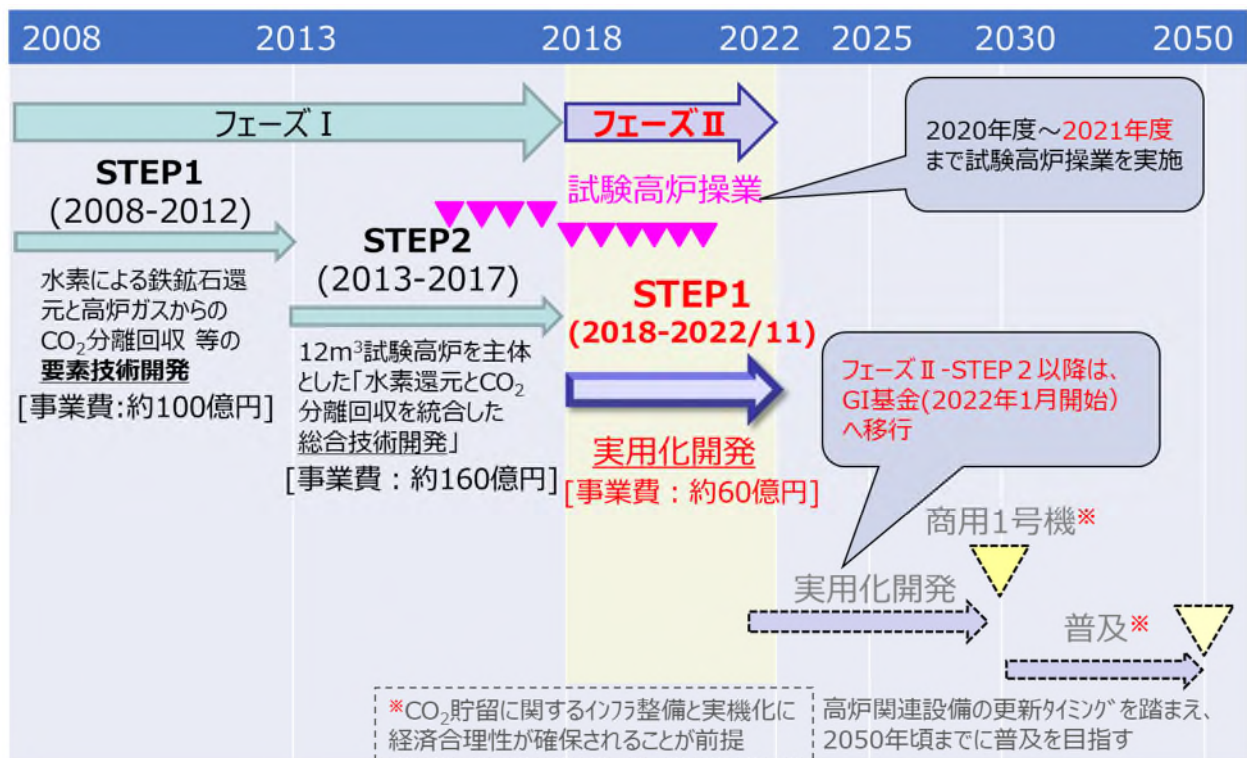 2008 2013 2018 2022 2025 2030 2050
フェーズⅠ
フェーズⅡ
2020年度～2021年度
まで試験高炉操業を実施
STEP1
(2008-2012)
試験高炉操業
水素による鉄鉱石還
元と高炉ガスからの
CO₂分離回収 等の
要素技術開発
[事業費:約100億円]
STEP2
(2013-2017)
12m³試験高炉を主体
とした「水素還元とCO₂
分離回収を統合した
総合技術開発」
[事業費：約160億円]
STEP1
(2018-2022/11)
実用化開発
[事業費：約60億円]
フェーズⅡ-STEP２以降は、
GI基金(2022年1月開始)
へ移行
商用1号機※
実用化開発
普及※
※CO₂貯留に関するｲﾝﾌﾗ整備と実機化に
経済合理性が確保されることが前提
高炉関連設備の更新ﾀｲﾐﾝｸﾞを踏まえ、
2050年頃までに普及を目指す